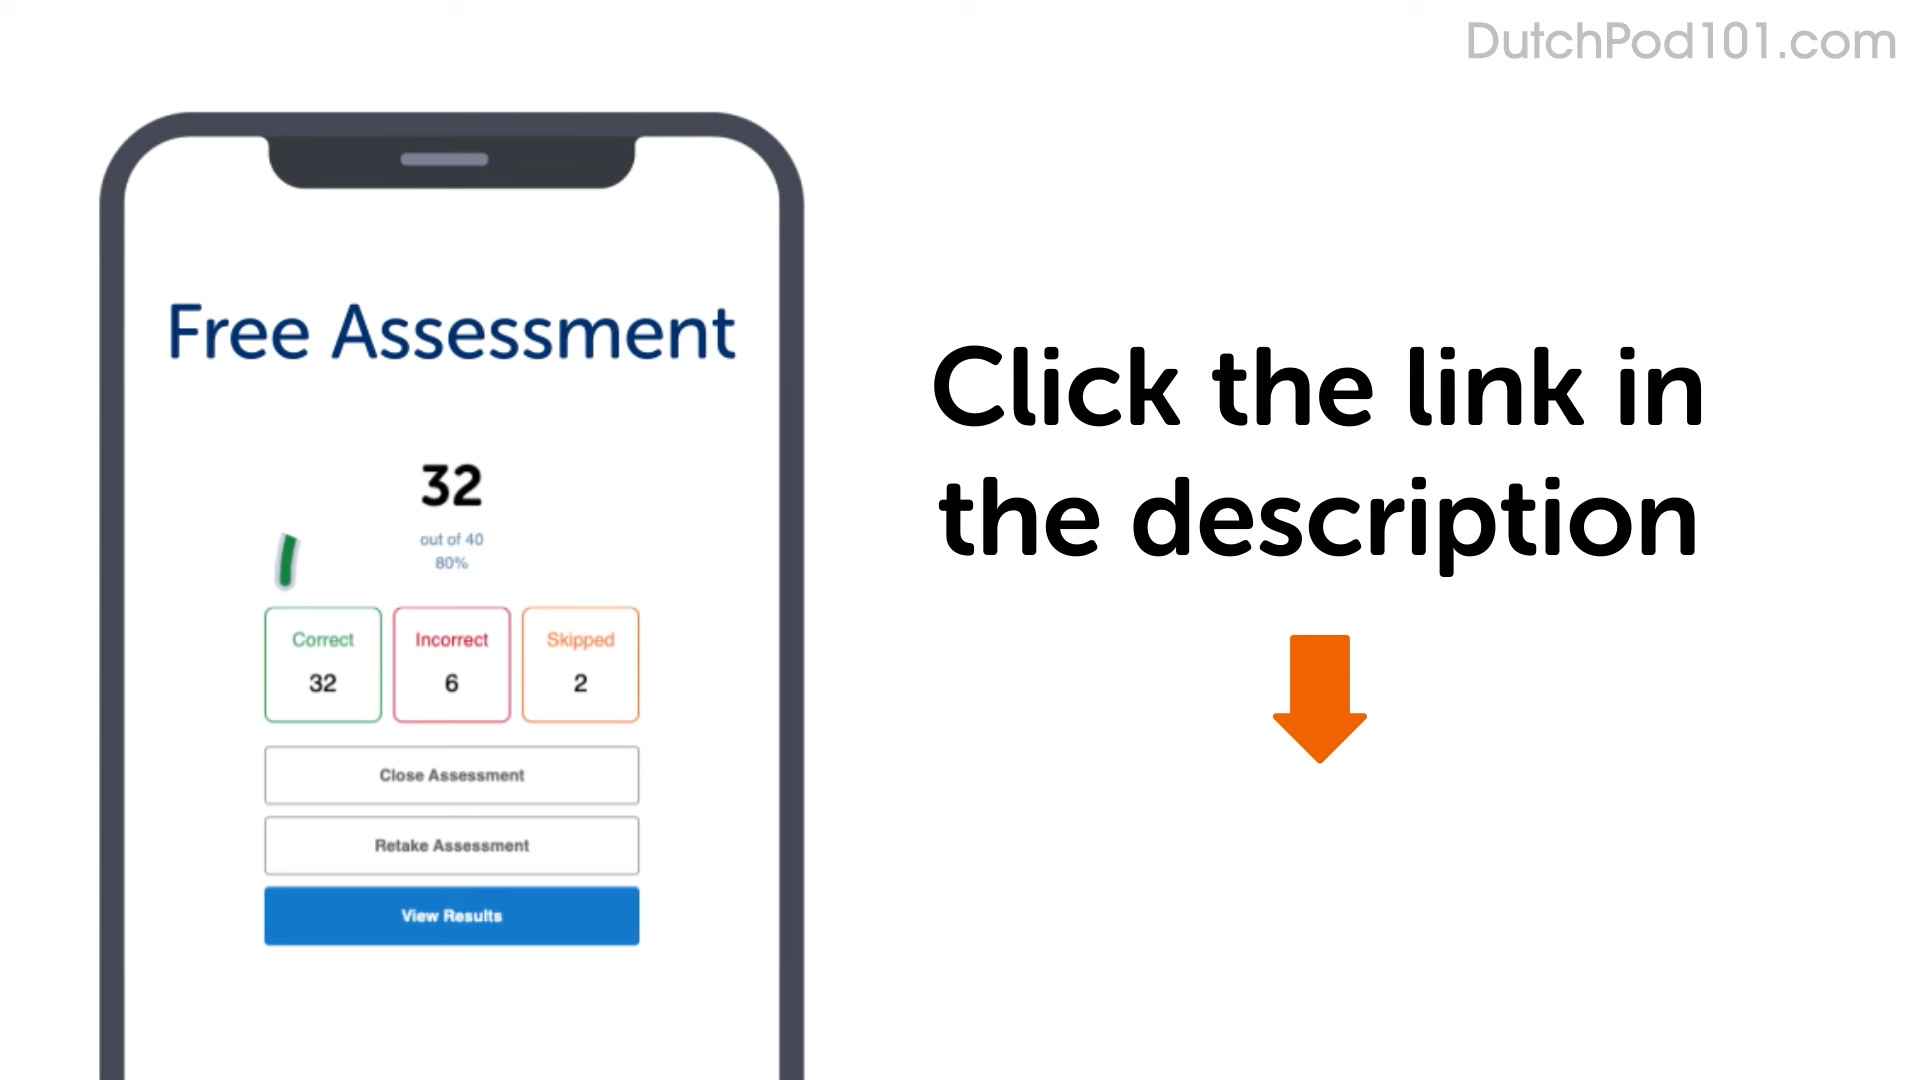 DutchPod101.com
Free Assessment
32
out of 40
80%
Correct
32
Incorrect
6
Skipped
2
Close Assessment
Retake Assessment
View Results
Click the link in
the description